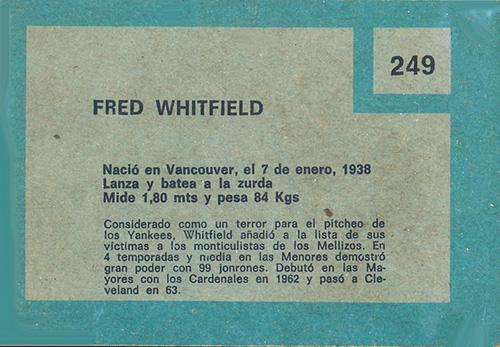 249
FRED WHITFIELD
Nació en Vancouver, el 7 de enero, 1938
Lanza y batea a la zurda
Mide 1,80 mts y pesa 84 Kgs
Considerado como un terror para el pitcheo de
los Yankees, Whitfield añadió a la lista de sus
víctimas a los monticulistas de los Mellizos. En
4 temporadas y media en las Menores demostró
gran poder con 99 jonrones. Debutó en las Ma-
yores con los Cardenales en 1962 y pasó a Cle-
veland en 63.